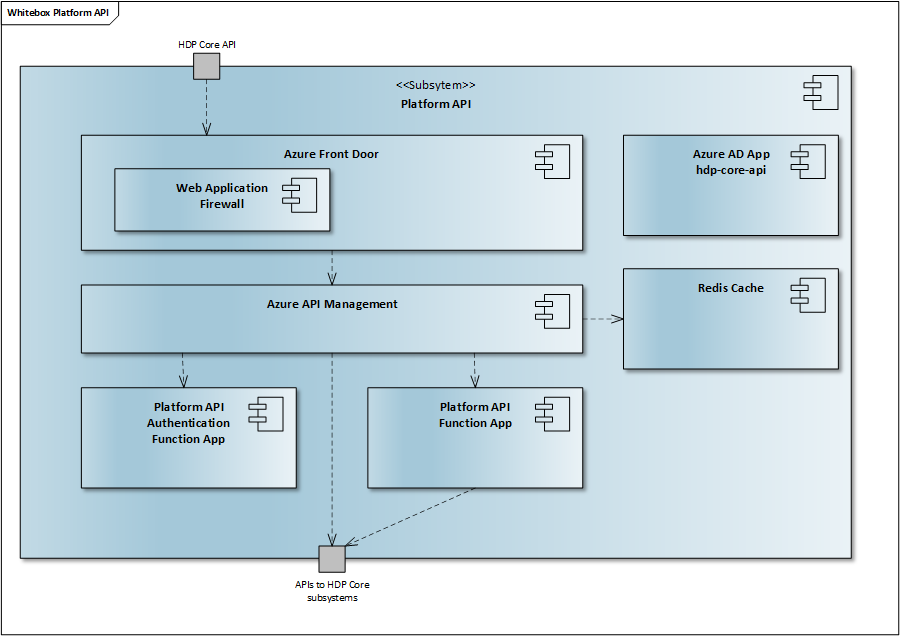 Whitebox Platform API
HDP Core API
<<Subsytem>>
Platform API
Azure Front Door
Web Application
Firewall
Azure AD App
hdp-core-api
Azure API Management
Redis Cache
Platform API
Authentication
Function App
Platform API
Function App
APIs to HDP Core
subsystems